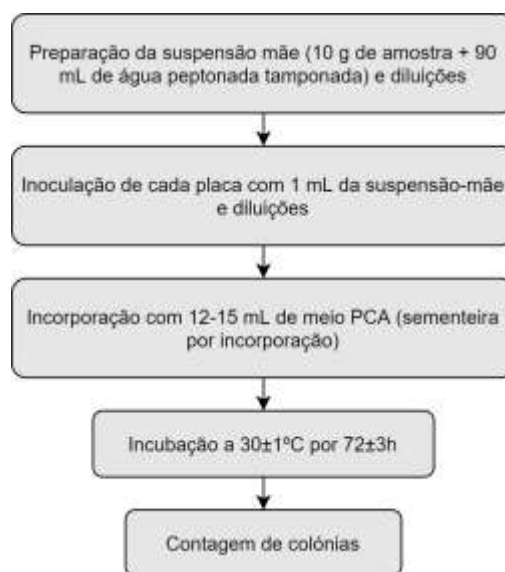 Preparação da suspensão mãe (10 g de amostra + 90
mL de água peptonada tamponada) e diluições
Inoculação de cada placa com 1 mL da suspensão-mãe
e diluições
Incorporação com 12-15 mL de meio PCA (sementeira
por incorporação)
Incubação a 30±1ºC por 72±3h
Contagem de colónias